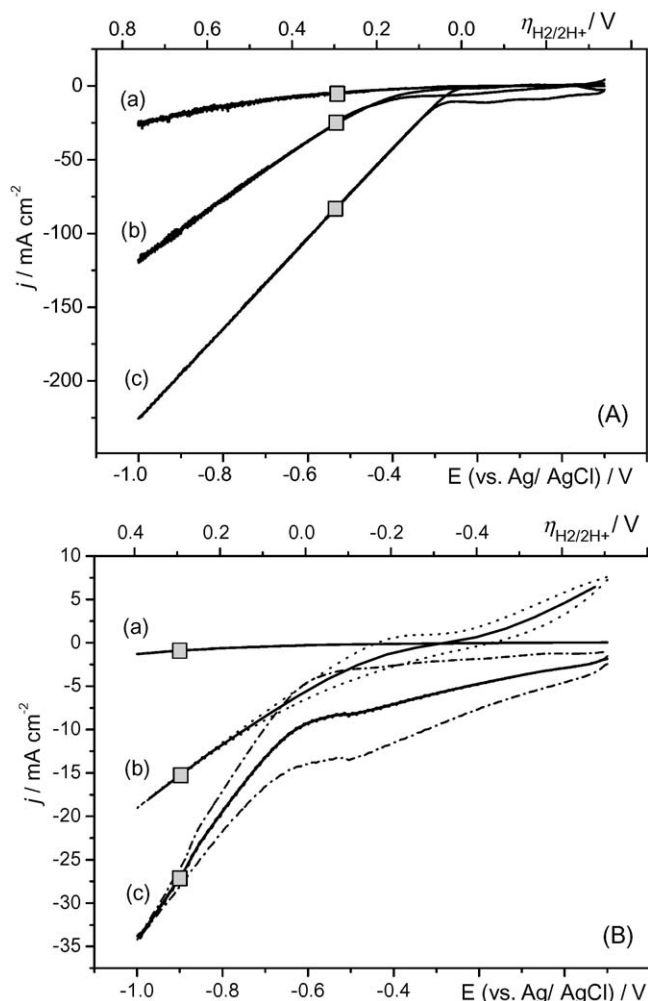 0.8 0.6 0.4 0.2 0.0 ηH2/2H+ / V
0
-50
-100
-150
-200
j / mA cm-2
(a)
(b)
(c)
(A)
-1.0 -0.8 -0.6 -0.4 E (vs. Ag/ AgCl) / V
0.4 0.2 0.0 -0.2 -0.4 ηH2/2H+ / V
10
5
0
-5
-10
-15
-20
-25
-30
-35
j / mA cm-2
(a)
(b)
(c)
(B)
-1.0 -0.8 -0.6 -0.4 E (vs. Ag/ AgCl) / V